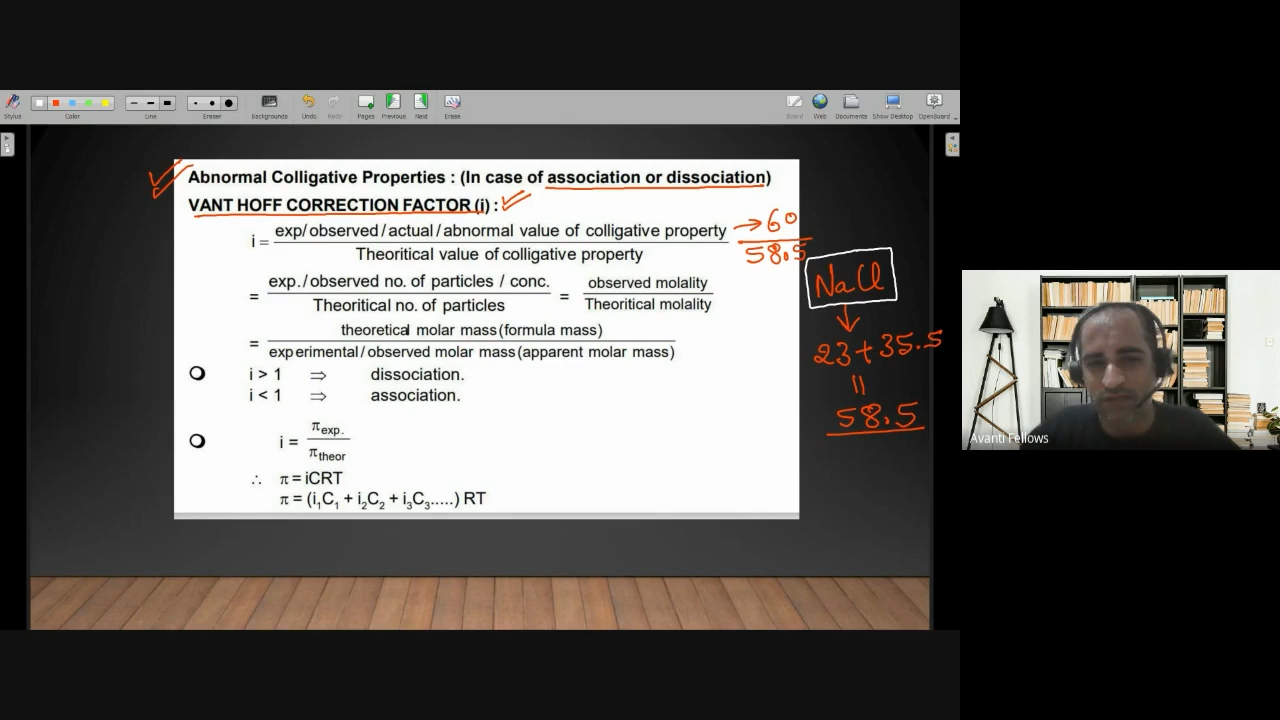 Stylus Color Line Eraser Backgrounds Undo Redo Pages Previous Next Erase Board Web Documents Show Desktop OpenBoard
Abnormal Colligative Properties : (In case of association or dissociation)
VANT HOFF CORRECTION FACTOR (i) :
i = exp/ observed / actual / abnormal value of colligative property
Theoritical value of colligative property
→ 60
58.5
= exp. / observed no. of particles / conc.
Theoritical no. of particles
= observed molality
Theoritical molality
= theoretical molar mass (formula mass)
experimental/ observed molar mass (apparent molar mass)
i > 1 ⇒ dissociation.
i < 1 ⇒ association.
i = πexp.
πtheor
∴ π = iCRT
π = (i1C1 + i2C2 + i3C3.....) RT
NaCl
23 + 35.5
58.5
Avanti Fellows